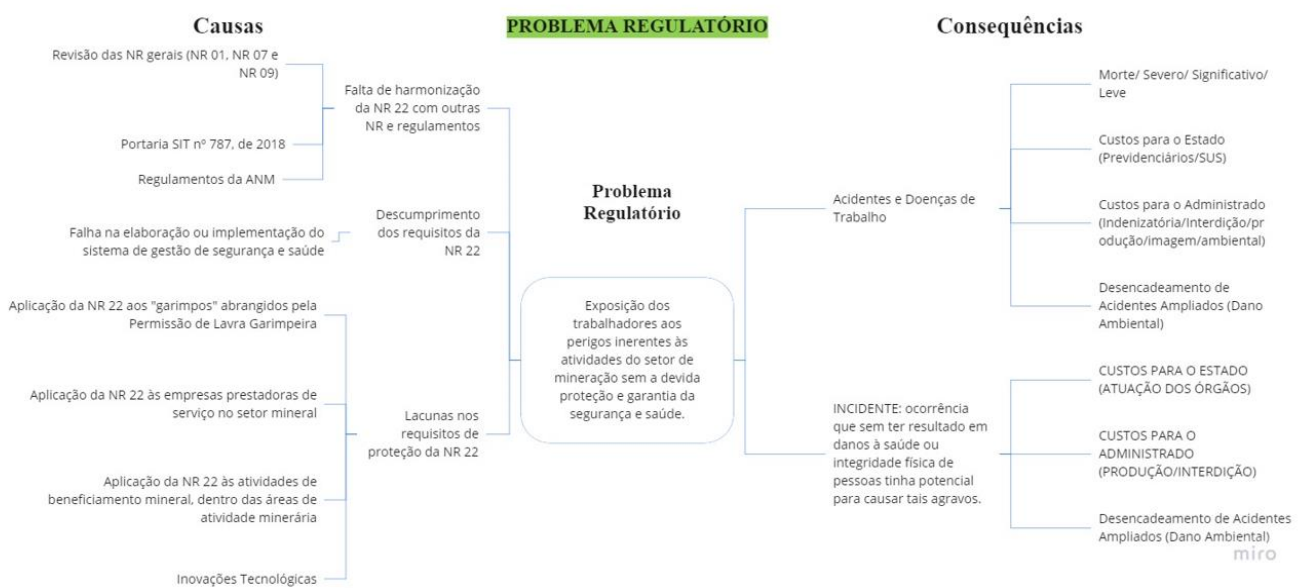 Causas
PROBLEMA REGULATÓRIO
Consequências
Revisão das NR gerais (NR 01, NR 07 e
NR 09)
Portaria SIT nº 787, de 2018
Regulamentos da ANM
Falta de harmonização
da NR 22 com outras
NR e regulamentos
Falha na elaboração ou implementação do
sistema de gestão de segurança e saúde
Descumprimento
dos requisitos da
NR 22
Aplicação da NR 22 aos "garimpos" abrangidos pela
Permissão de Lavra Garimpeira
Aplicação da NR 22 às empresas prestadoras de
serviço no setor mineral
Aplicação da NR 22 às atividades de
beneficiamento mineral, dentro das áreas de
atividade minerária
Inovações Tecnológicas
Lacunas nos
requisitos de
proteção da NR 22
Problema
Regulatório
Exposição dos
trabalhadores aos
perigos inerentes às
atividades do setor de
mineração sem a devida
proteção e garantia da
segurança e saúde.
Acidentes e Doenças de
Trabalho
Morte/ Severo/ Significativo/
Leve
Custos para o Estado
(Previdenciários/SUS)
Custos para o Administrado
(Indenizatória/Interdição/pr
odução/imagem/ambiental)
Desencadeamento de
Acidentes Ampliados (Dano
Ambiental)
INCIDENTE: ocorrência
que sem ter resultado em
danos à saúde ou
integridade física de
pessoas tinha potencial
para causar tais agravos.
CUSTOS PARA O ESTADO
(ATUAÇÃO DOS ÓRGÃOS)
CUSTOS PARA O
ADMINISTRADO
(PRODUÇÃO/INTERDIÇÃO)
Desencadeamento de Acidentes
Ampliados (Dano Ambiental)
miro